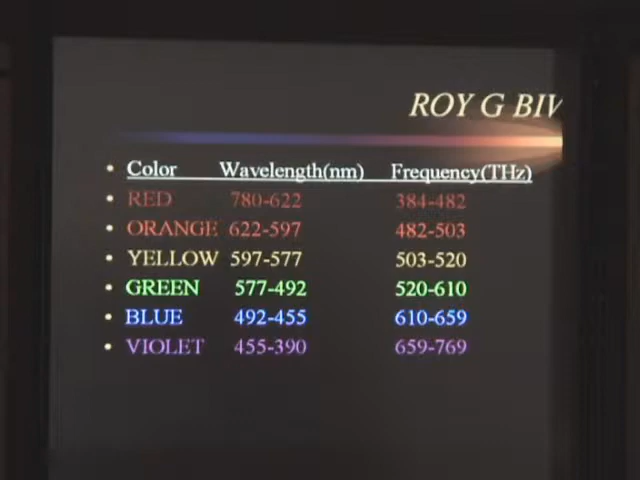 ROY G BIV
• Color Wavelength(nm) Frequency(THz)
• RED 780-622 384-482
• ORANGE 622-597 482-503
• YELLOW 597-577 503-520
• GREEN 577-492 520-610
• BLUE 492-455 610-659
• VIOLET 455-390 659-769